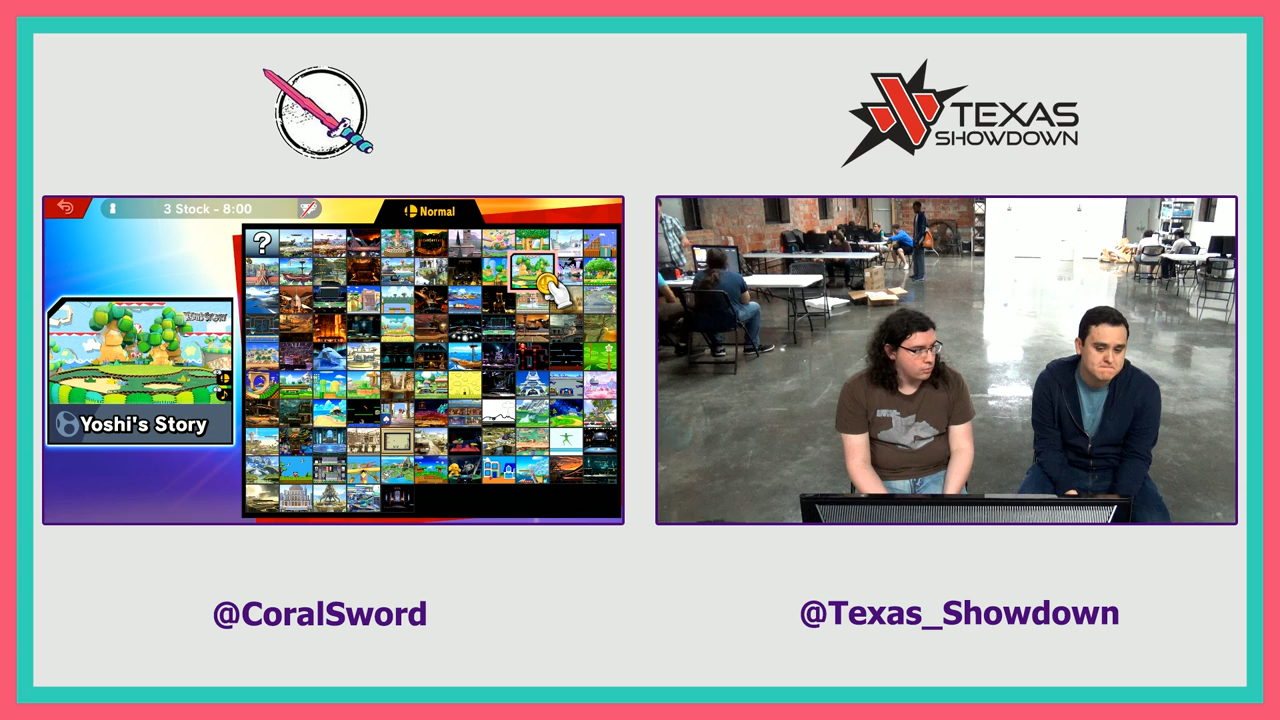 TEXAS
SHOWDOWN
3 Stock - 8:00
Normal
?
Yoshi's Story
@CoralSword
@Texas_Showdown